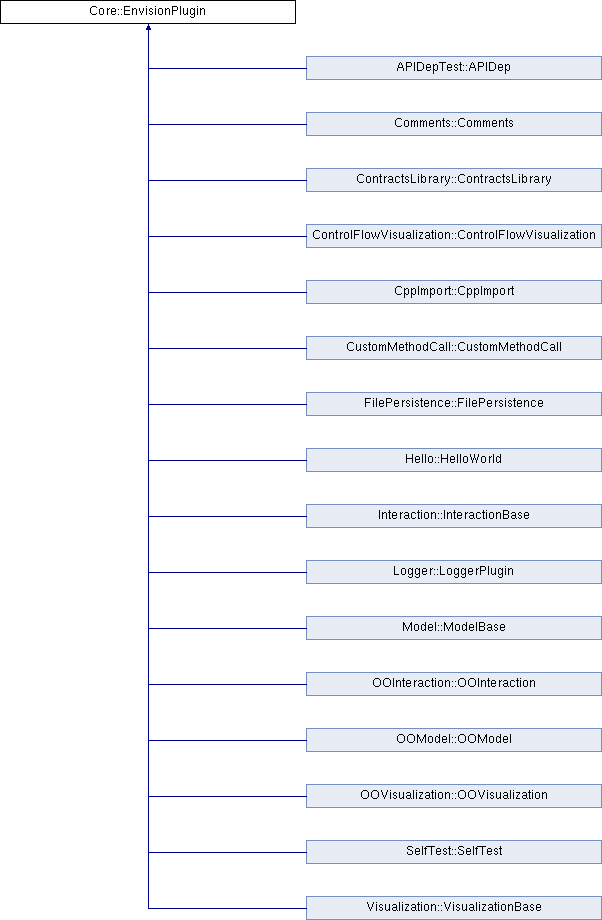 Core::EnvisionPlugin
APIDepTest::APIDep
Comments::Comments
ContractsLibrary::ContractsLibrary
ControlFlowVisualization::ControlFlowVisualization
CppImport::CppImport
CustomMethodCall::CustomMethodCall
FilePersistence::FilePersistence
Hello::HelloWorld
Interaction::InteractionBase
Logger::LoggerPlugin
Model::ModelBase
OOInteraction::OOInteraction
OOModel::OOModel
OOVisualization::OOVisualization
SelfTest::SelfTest
Visualization::VisualizationBase